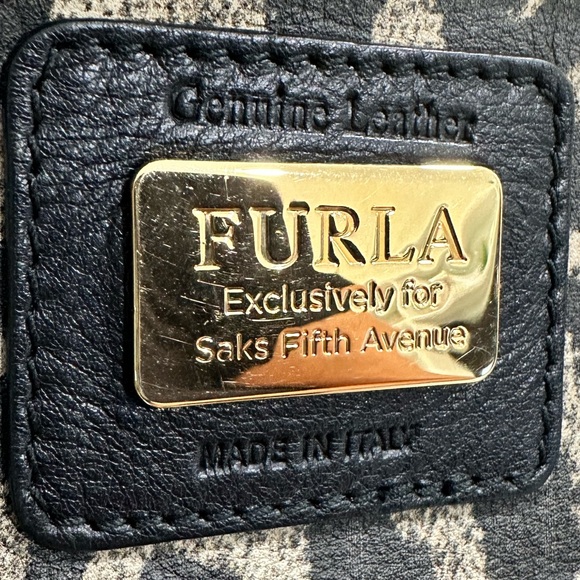 Genuine Leather
FURLA
Exclusively for
Saks Fifth Avenue
MADE IN ITALY